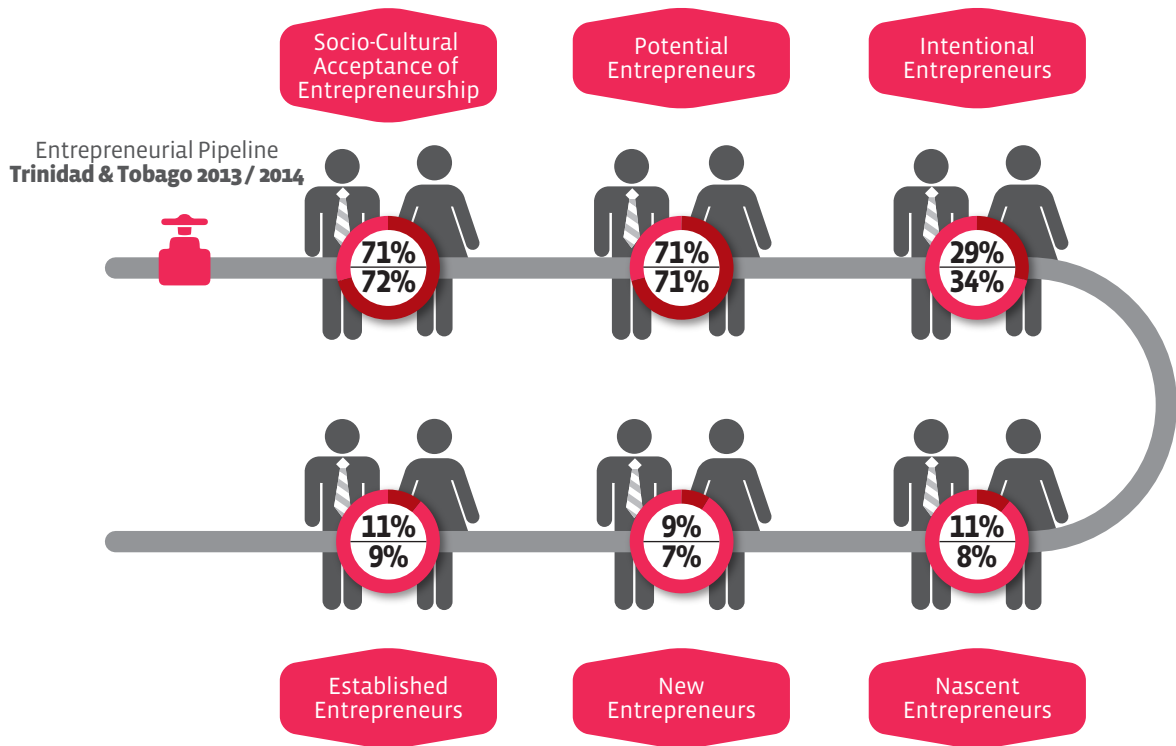 Socio-Cultural
Acceptance of
Entrepreneurship
Potential
Entrepreneurs
Intentional
Entrepreneurs
Entrepreneurial Pipeline
Trinidad & Tobago 2013 / 2014
71%
72%
71%
71%
29%
34%
11%
9%
9%
7%
11%
8%
Established
Entrepreneurs
New
Entrepreneurs
Nascent
Entrepreneurs